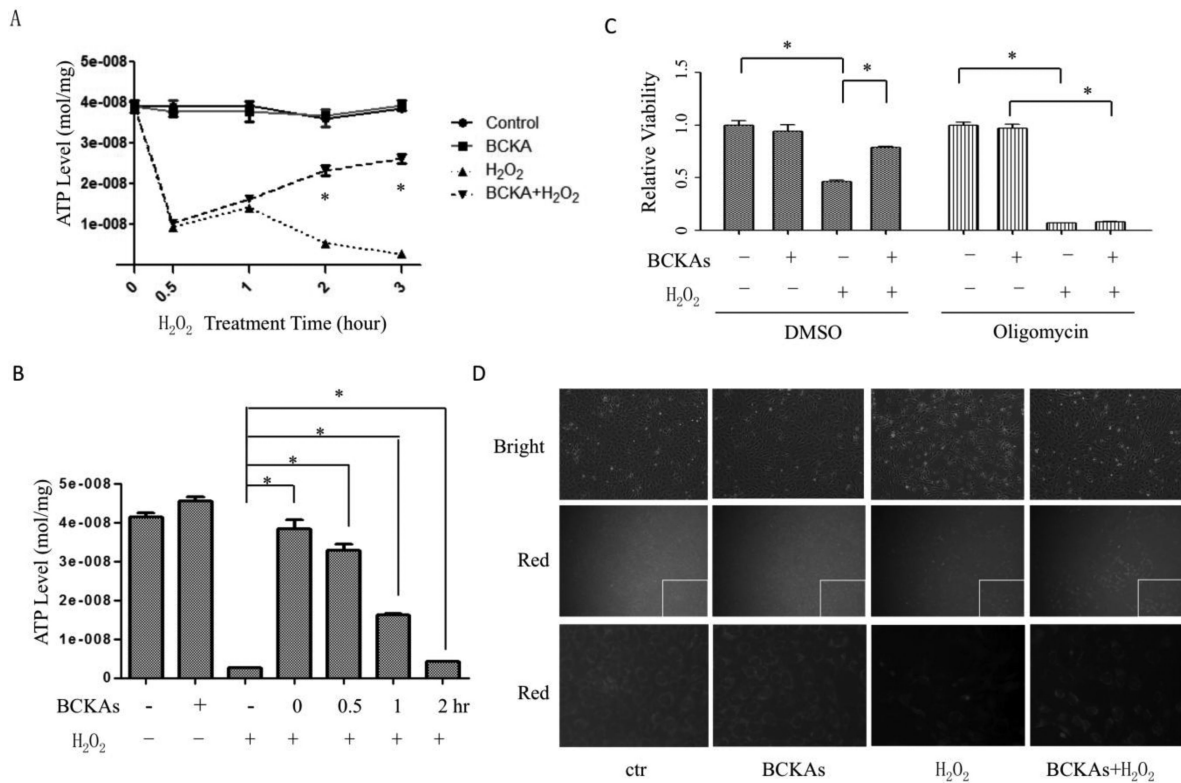 A
5e-008
4e-008
3e-008
2e-008
1e-008
ATP Level (mol/mg)
0 0.5 1 2 3
H₂O₂ Treatment Time (hour)
* *
Control
BCKA
H₂O₂
BCKA+H₂O₂
C
* *
* *
1.5
1.0
0.5
0
Relative Viability
BCKAs − + − + − + − +
H₂O₂ − − + + − − + +
DMSO Oligomycin
B
*
*
*
*
5e-008
4e-008
3e-008
2e-008
1e-008
0
ATP Level (mol/mg)
BCKAs - + - 0 0.5 1 2 hr
H₂O₂ − − + + + + +
D
Bright
Red
Red
ctr BCKAs H₂O₂ BCKAs+H₂O₂